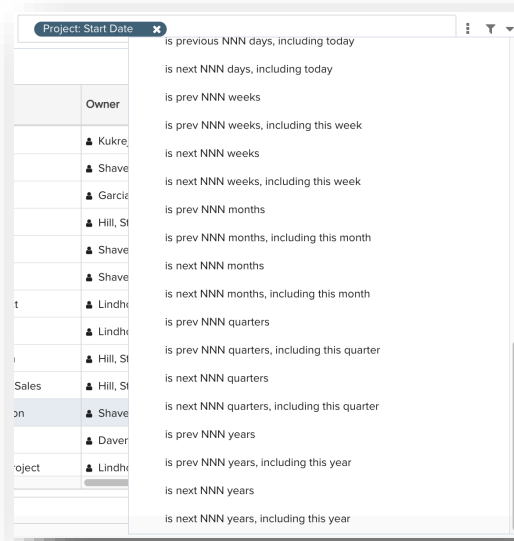 Project: Start Date
is previous NNN days, including today
is next NNN days, including today
is prev NNN weeks
is prev NNN weeks, including this week
is next NNN weeks
is next NNN weeks, including this week
is prev NNN months
is prev NNN months, including this month
is next NNN months
is next NNN months, including this month
is prev NNN quarters
is prev NNN quarters, including this quarter
is next NNN quarters
is next NNN quarters, including this quarter
is prev NNN years
is prev NNN years, including this year
is next NNN years
is next NNN years, including this year
Owner
Kukre
Shave
Garcia
Hill, St
Shave
Shave
t
Lindho
Lindho
Hill, St
Sales
Hill, St
on
Shave
Daver
roject
Lindho